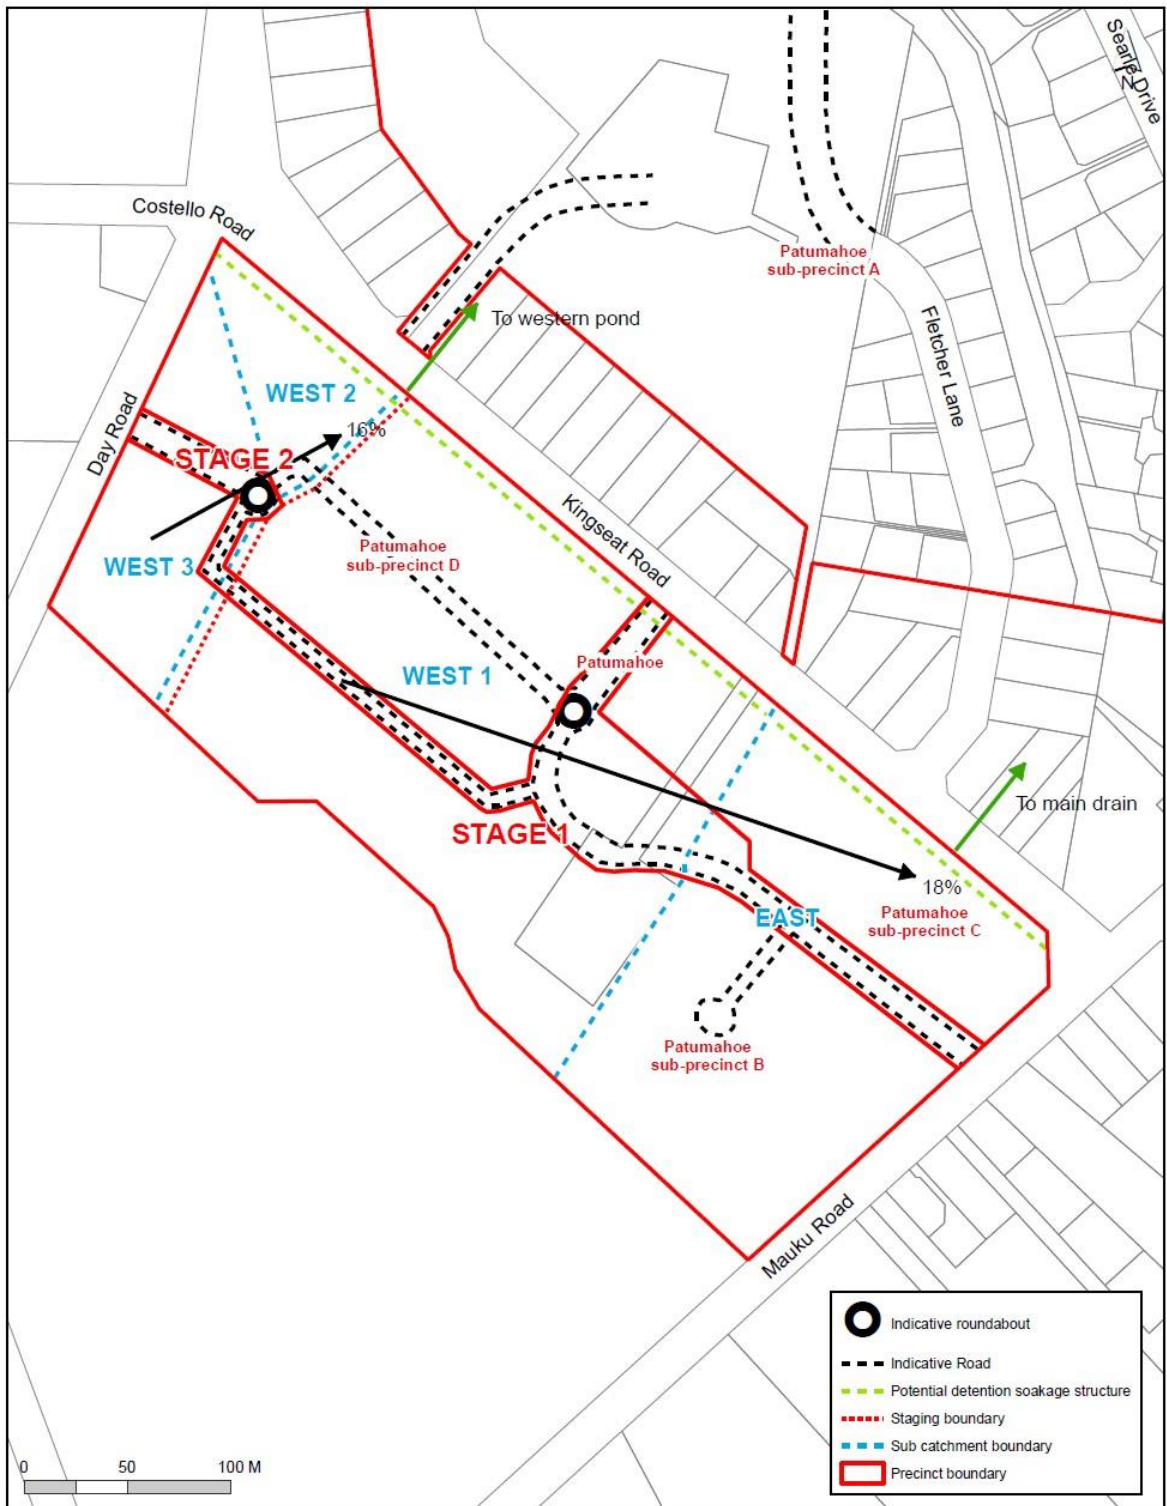 Searle Drive
N
Costello Road
Patumahoe
sub-precinct A
To western pond
Fletcher Lane
WEST 2
16%
Day Road
STAGE 2
Kingseat Road
Patumahoe
sub-precinct D
WEST 3
Patumahoe
WEST 1
To main drain
STAGE 1
18%
Patumahoe
sub-precinct C
EAST
Patumahoe
sub-precinct B
Mauku Road
Indicative roundabout
Indicative Road
Potential detention soakage structure
Staging boundary
Sub catchment boundary
Precinct boundary
0 50 100 M